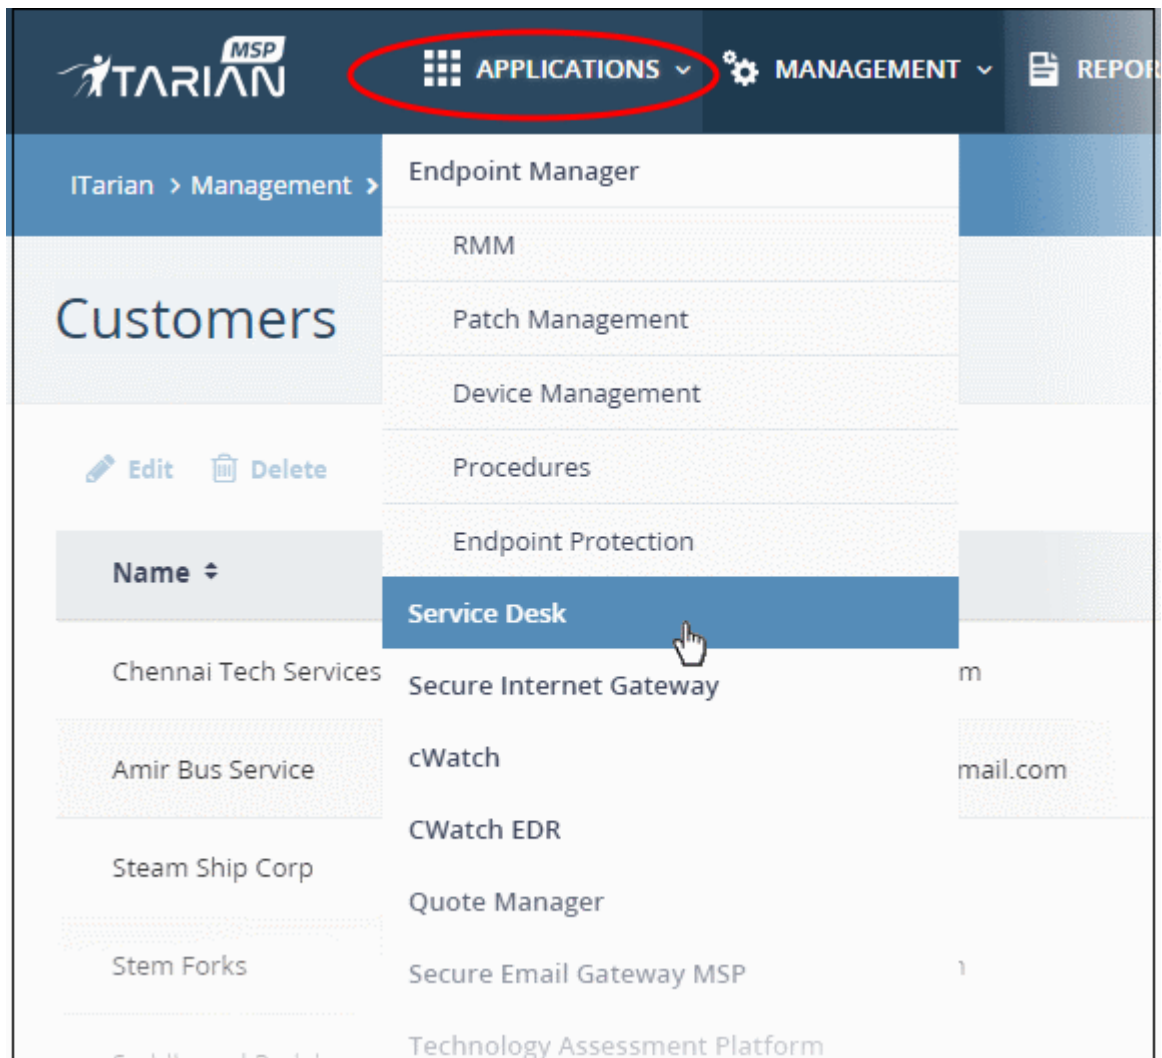 ITARIAN MSP
APPLICATIONS
MANAGEMENT
REPOR
ITarian > Management >
Endpoint Manager
RMM
Customers
Patch Management
Device Management
Edit
Delete
Procedures
Endpoint Protection
Name
Service Desk
Chennai Tech Services
Secure Internet Gateway
m
Amir Bus Service
cWatch
mail.com
CWatch EDR
Steam Ship Corp
Quote Manager
Stem Forks
Secure Email Gateway MSP
Technology Assessment Platform